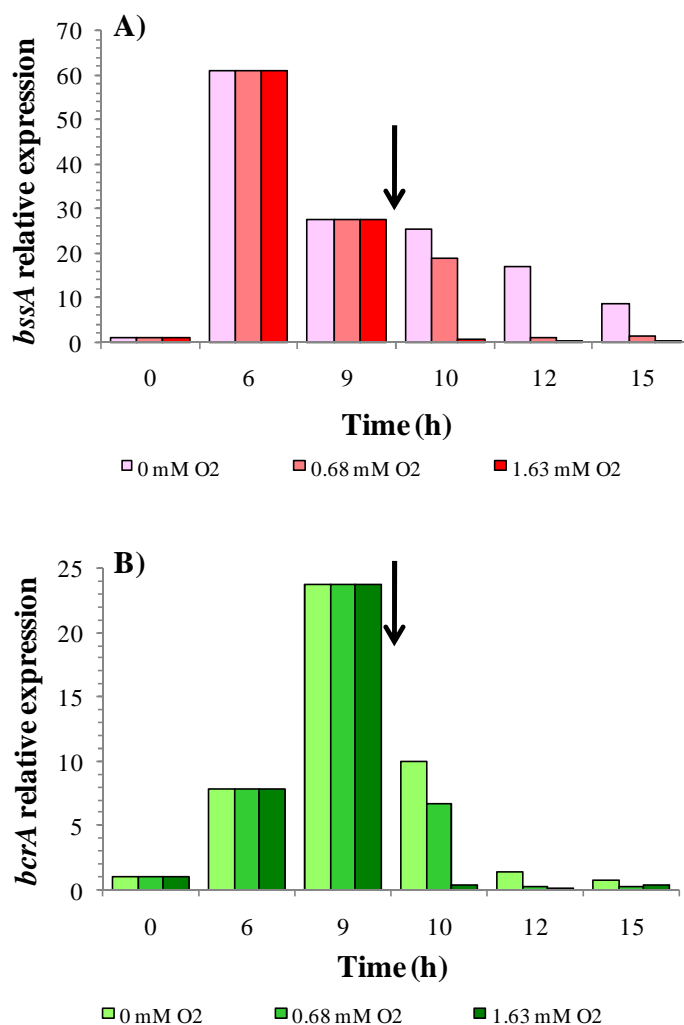 A)
70
60
50
40
30
20
10
0
bssA relative expression
0 6 9 10 12 15
Time (h)
0 mM O2 0.68 mM O2 1.63 mM O2
B)
25
20
15
10
5
0
bcrA relative expression
0 6 9 10 12 15
Time (h)
0 mM O2 0.68 mM O2 1.63 mM O2